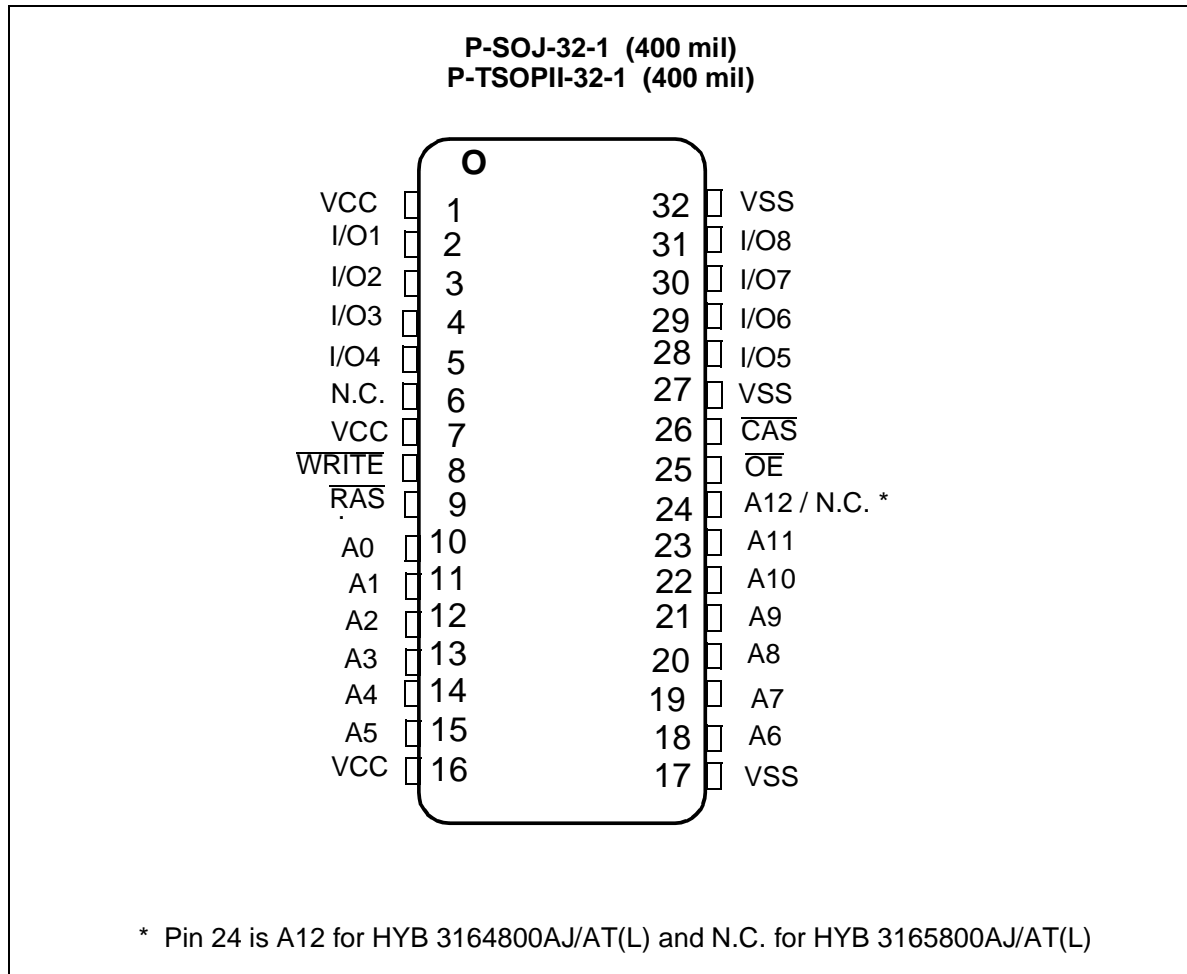 P-SOJ-32-1 (400 mil)
P-TSOPII-32-1 (400 mil)
O
VCC 1 32 VSS
I/O1 2 31 I/O8
I/O2 3 30 I/O7
I/O3 4 29 I/O6
I/O4 5 28 I/O5
N.C. 6 27 VSS
VCC 7 26 C̅A̅S̅
W̅R̅I̅T̅E̅ 8 25 O̅E̅
R̅A̅S̅ 9 24 A12 / N.C. *
A0 10 23 A11
A1 11 22 A10
A2 12 21 A9
A3 13 20 A8
A4 14 19 A7
A5 15 18 A6
VCC 16 17 VSS
* Pin 24 is A12 for HYB 3164800AJ/AT(L) and N.C. for HYB 3165800AJ/AT(L)